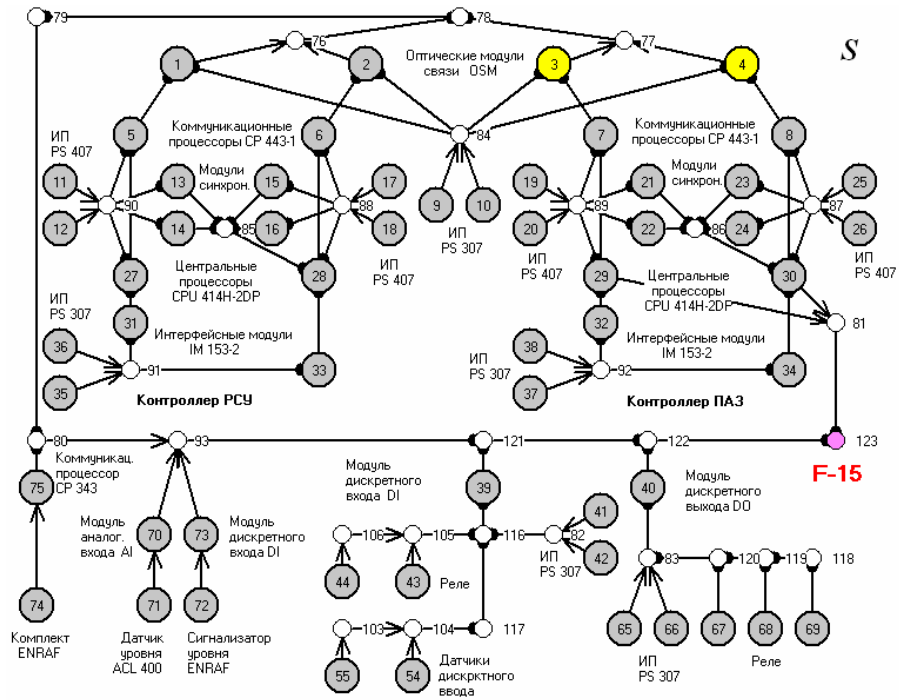 79
78
76
77
S
1
2
Оптические модули
связи OSM
3
4
5
Коммуникационные
процессоры CP 443-1
6
84
7
Коммуникационные
процессоры CP 443-1
8
ИП
PS 407
11
13
Модули
синхрон.
15
17
9
10
19
21
Модули
синхрон.
23
25
90
88
89
87
12
14
85
16
18
ИП
PS 307
20
22
86
24
26
ИП
PS 407
ИП
PS 407
ИП
PS 407
27
Центральные
процессоры
CPU 414H-2DP
28
29
Центральные
процессоры
CPU 414H-2DP
30
ИП
PS 307
31
32
81
36
Интерфейсные модули
IM 153-2
38
Интерфейсные модули
IM 153-2
ИП
PS 307
91
33
92
34
35
37
Контроллер РСУ
Контроллер ПАЗ
80
93
121
122
123
F-15
Коммуникац.
процессор
CP 343
75
Модуль
дискретного
входа DI
39
40
Модуль
дискретного
выхода DO
Модуль
аналог.
входа AI
70
73
Модуль
дискретного
входа DI
41
106
105
116
82
42
ИП
PS 307
44
43
Реле
83
120
119
118
74
71
72
103
104
117
65
66
67
68
69
Комплект
ENRAF
Датчик
уровня
ACL 400
Сигнализатор
уровня
ENRAF
55
54
Датчики
дискрктного
ввода
ИП
PS 307
Реле